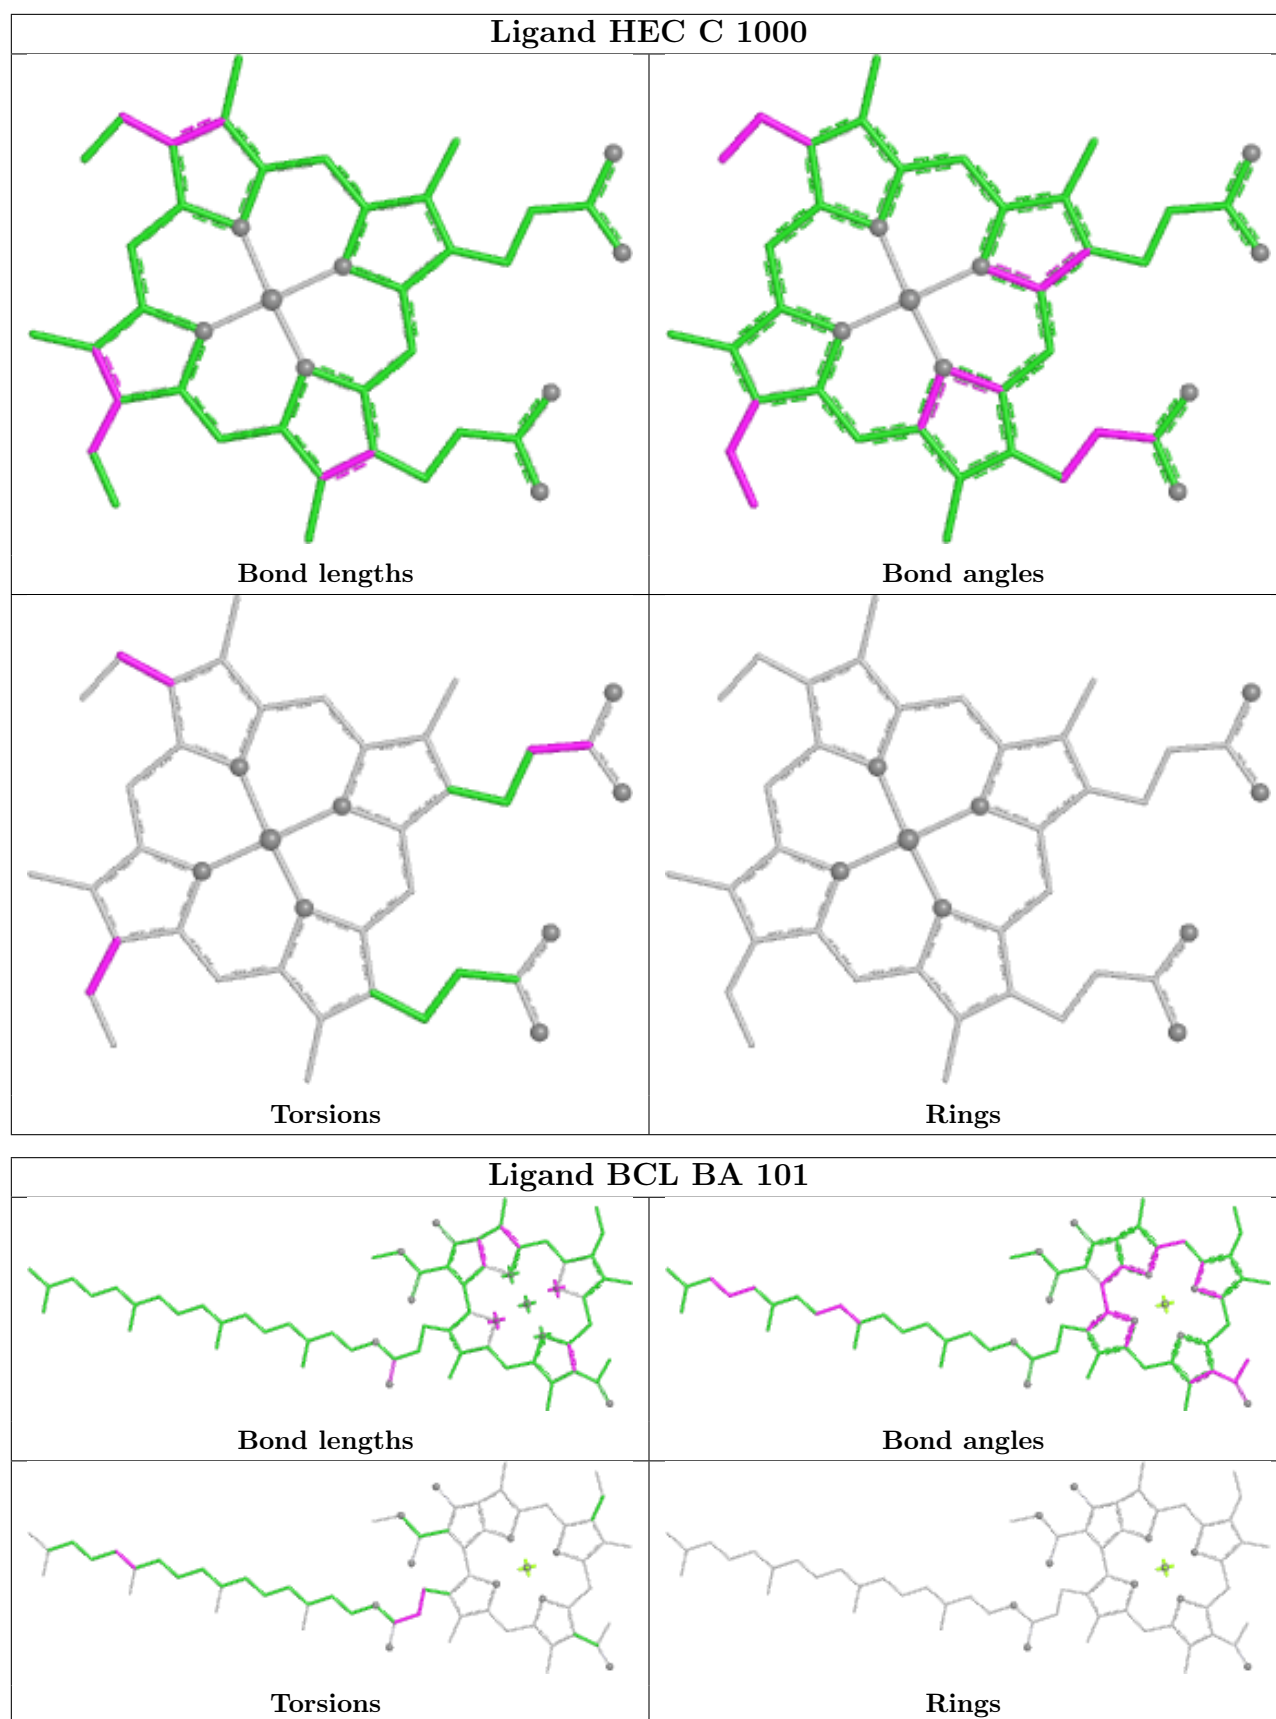 Ligand HEC C 1000
Bond lengths
Bond angles
Torsions
Rings
Ligand BCL BA 101
Bond lengths
Bond angles
Torsions
Rings